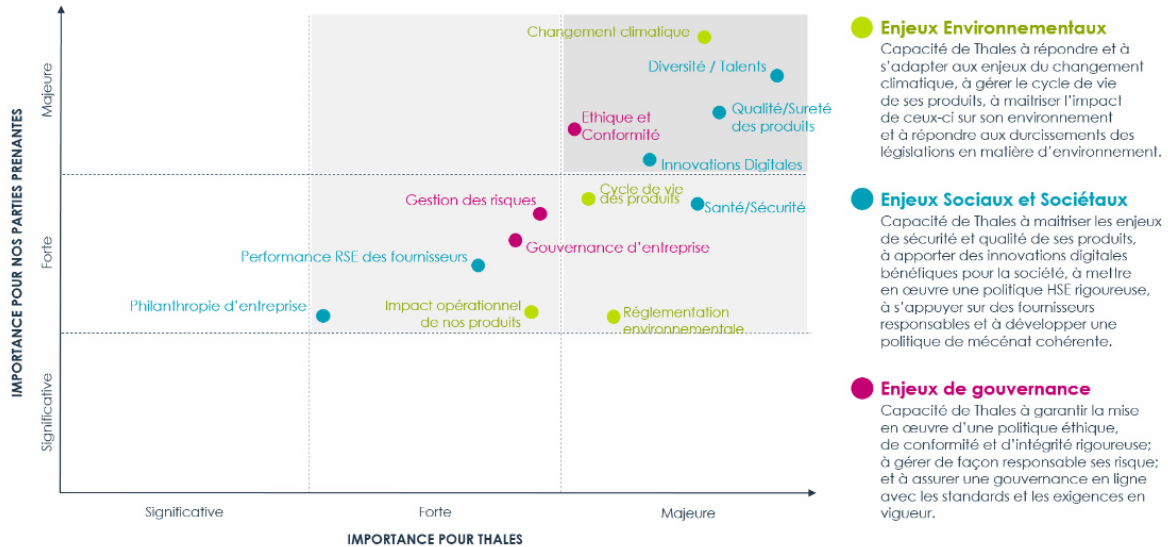 IMPORTANCE POUR NOS PARTIES PRENANTES
Majeure
Forte
Significative
Changement climatique
Diversité / Talents
Qualité/Sureté
des produits
Ethique et
Conformité
Innovations Digitales
Cycle de vie
des produits
Santé/Sécurité
Gestion des risques
Gouvernance d'entreprise
Performance RSE des fournisseurs
Philanthropie d'entreprise
Impact opérationnel
de nos produits
Réglementation
environnementale
Significative
Forte
Majeure
IMPORTANCE POUR THALES
Enjeux Environnementaux
Capacité de Thales à répondre et à
s'adapter aux enjeux du changement
climatique, à gérer le cycle de vie
de ses produits, à maitriser l'impact
de ceux-ci sur son environnement
et à répondre aux durcissements des
législations en matière d'environnement.
Enjeux Sociaux et Sociétaux
Capacité de Thales à maitriser les enjeux
de sécurité et qualité de ses produits,
à apporter des innovations digitales
bénéfiques pour la société, à mettre
en œuvre une politique HSE rigoureuse,
à s'appuyer sur des fournisseurs
responsables et à développer une
politique de mécénat cohérente.
Enjeux de gouvernance
Capacité de Thales à garantir la mise
en œuvre d'une politique éthique,
de conformité et d'intégrité rigoureuse;
à gérer de façon responsable ses risque;
et à assurer une gouvernance en ligne
avec les standards et les exigences en
vigueur.